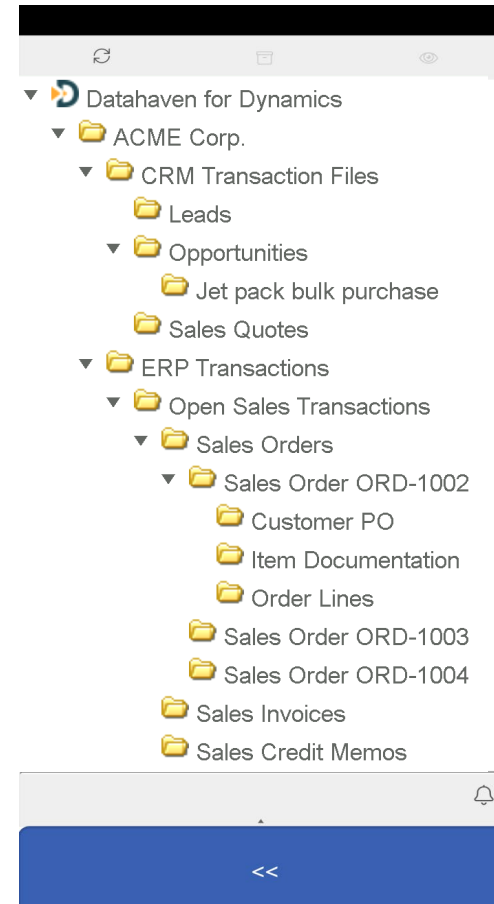 Datahaven for Dynamics
ACME Corp.
CRM Transaction Files
Leads
Opportunities
Jet pack bulk purchase
Sales Quotes
ERP Transactions
Open Sales Transactions
Sales Orders
Sales Order ORD-1002
Customer PO
Item Documentation
Order Lines
Sales Order ORD-1003
Sales Order ORD-1004
Sales Invoices
Sales Credit Memos
<<